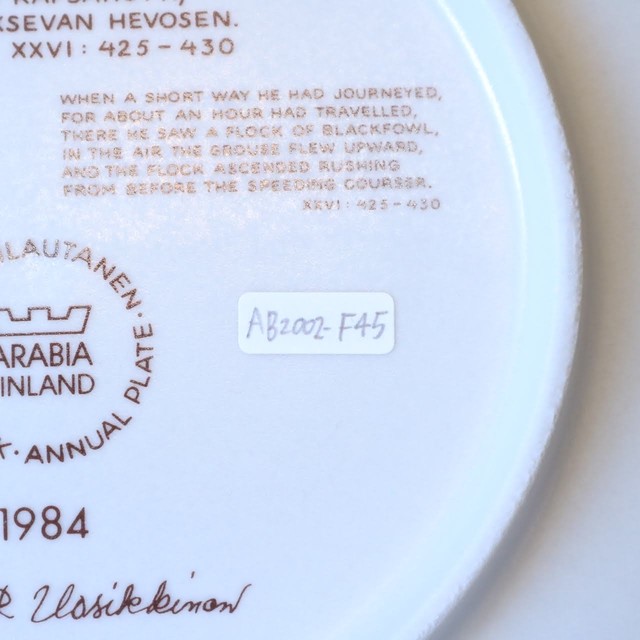 KSEVAN HEVOSEN.
XXVI: 425-430
WHEN A SHORT WAY HE HAD JOURNEYED,
FOR ABOUT AN HOUR HAD TRAVELLED,
THERE HE SAW A FLOCK OF BLACKFOWL,
IN THE AIR THE GROUSE FLEW UPWARD,
AND THE FLOCK ASCENDED RUSHING
FROM BEFORE THE SPEEDING COURSER.
XXVI: 425-430
ILAUTANEN.
ARABIA
INLAND
ANNUAL PLATE.
AB2002-F45
1984
Uosikkinen